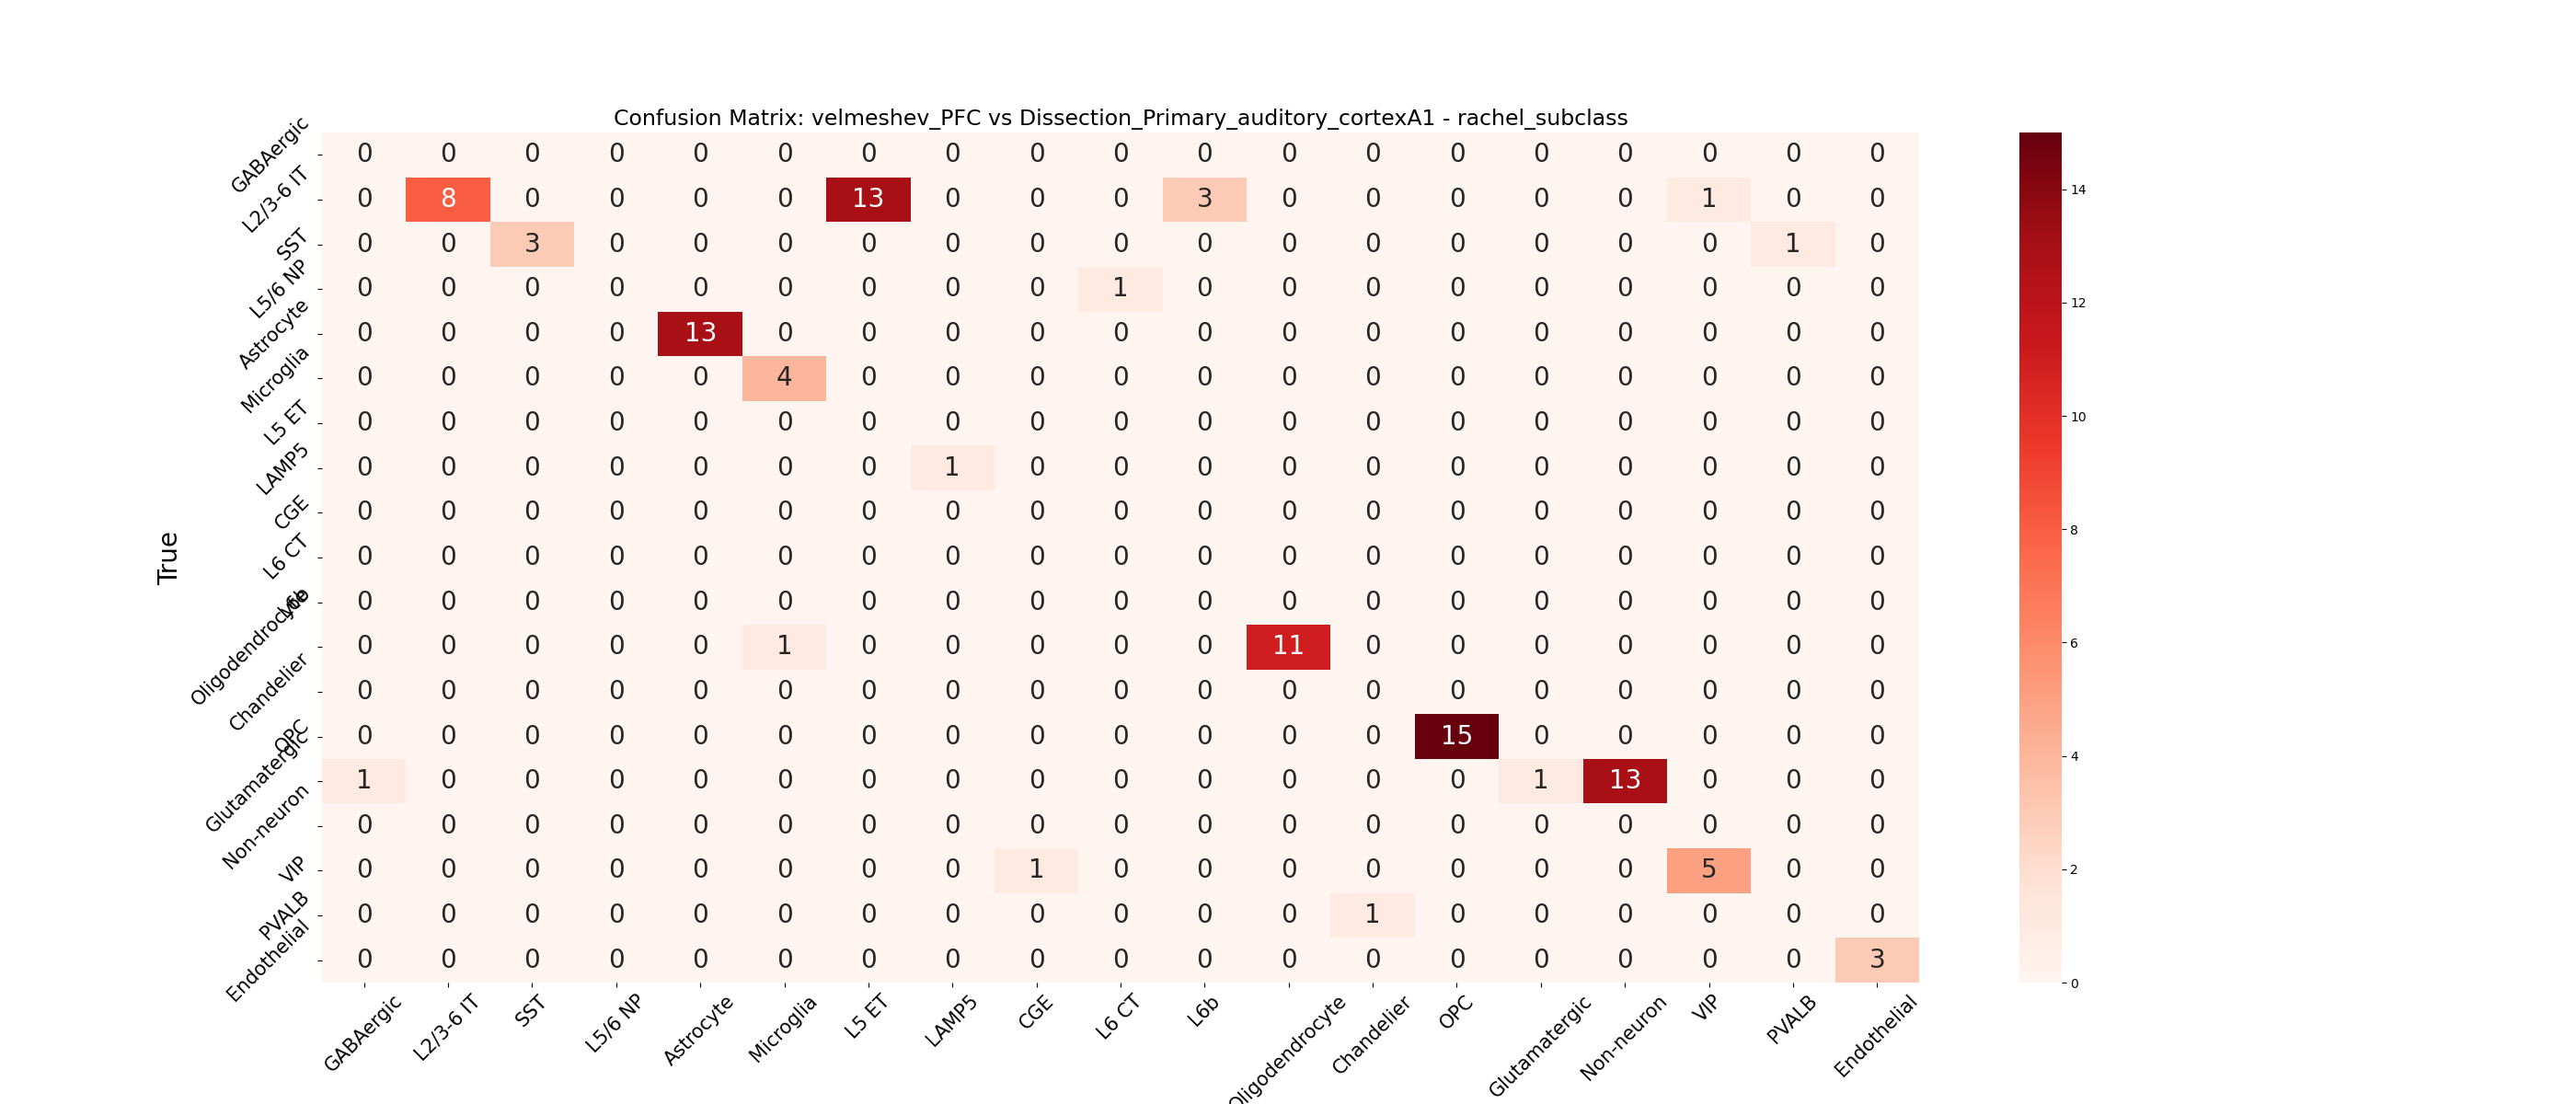 Confusion Matrix: velmeshev_PFC vs Dissection_Primary_auditory_cortexA1 - rachel_subclass
True
GABAergic 0 0 0 0 0 0 0 0 0 0 0 0 0 0 0 0 0 0 0
L2/3-6 IT 0 8 0 0 0 0 13 0 0 0 3 0 0 0 0 0 1 0 0
SST 0 0 3 0 0 0 0 0 0 0 0 0 0 0 0 0 0 1 0
L5/6 NP 0 0 0 0 0 0 0 0 0 1 0 0 0 0 0 0 0 0 0
Astrocyte 0 0 0 0 13 0 0 0 0 0 0 0 0 0 0 0 0 0 0
Microglia 0 0 0 0 0 4 0 0 0 0 0 0 0 0 0 0 0 0 0
L5 ET 0 0 0 0 0 0 0 0 0 0 0 0 0 0 0 0 0 0 0
LAMP5 0 0 0 0 0 0 0 1 0 0 0 0 0 0 0 0 0 0 0
CGE 0 0 0 0 0 0 0 0 0 0 0 0 0 0 0 0 0 0 0
L6 CT 0 0 0 0 0 0 0 0 0 0 0 0 0 0 0 0 0 0 0
L6b 0 0 0 0 0 0 0 0 0 0 0 0 0 0 0 0 0 0 0
Oligodendrocyte 0 0 0 0 0 1 0 0 0 0 0 11 0 0 0 0 0 0 0
Chandelier 0 0 0 0 0 0 0 0 0 0 0 0 0 0 0 0 0 0 0
OPC 0 0 0 0 0 0 0 0 0 0 0 0 0 15 0 0 0 0 0
Glutamatergic 1 0 0 0 0 0 0 0 0 0 0 0 0 0 1 13 0 0 0
Non-neuron 0 0 0 0 0 0 0 0 0 0 0 0 0 0 0 0 0 0 0
VIP 0 0 0 0 0 0 0 0 1 0 0 0 0 0 0 0 5 0 0
PVALB 0 0 0 0 0 0 0 0 0 0 0 0 1 0 0 0 0 0 0
Endothelial 0 0 0 0 0 0 0 0 0 0 0 0 0 0 0 0 0 0 3
GABAergic L2/3-6 IT SST L5/6 NP Astrocyte Microglia L5 ET LAMP5 CGE L6 CT L6b Oligodendrocyte Chandelier OPC Glutamatergic Non-neuron VIP PVALB Endothelial
14
12
10
8
6
4
2
0